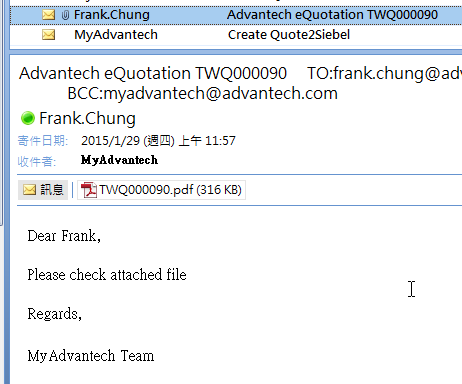 Frank.Chung Advantech eQuotation TWQ000090
MyAdvantech Create Quote2Siebel
Advantech eQuotation TWQ000090 TO:frank.chung@adv
BCC:myadvantech@advantech.com
Frank.Chung
寄件日期: 2015/1/29 (週四) 上午 11:57
收件者: MyAdvantech
訊息 TWQ000090.pdf (316 KB)
Dear Frank,
Please check attached file
Regards,
MyAdvantech Team